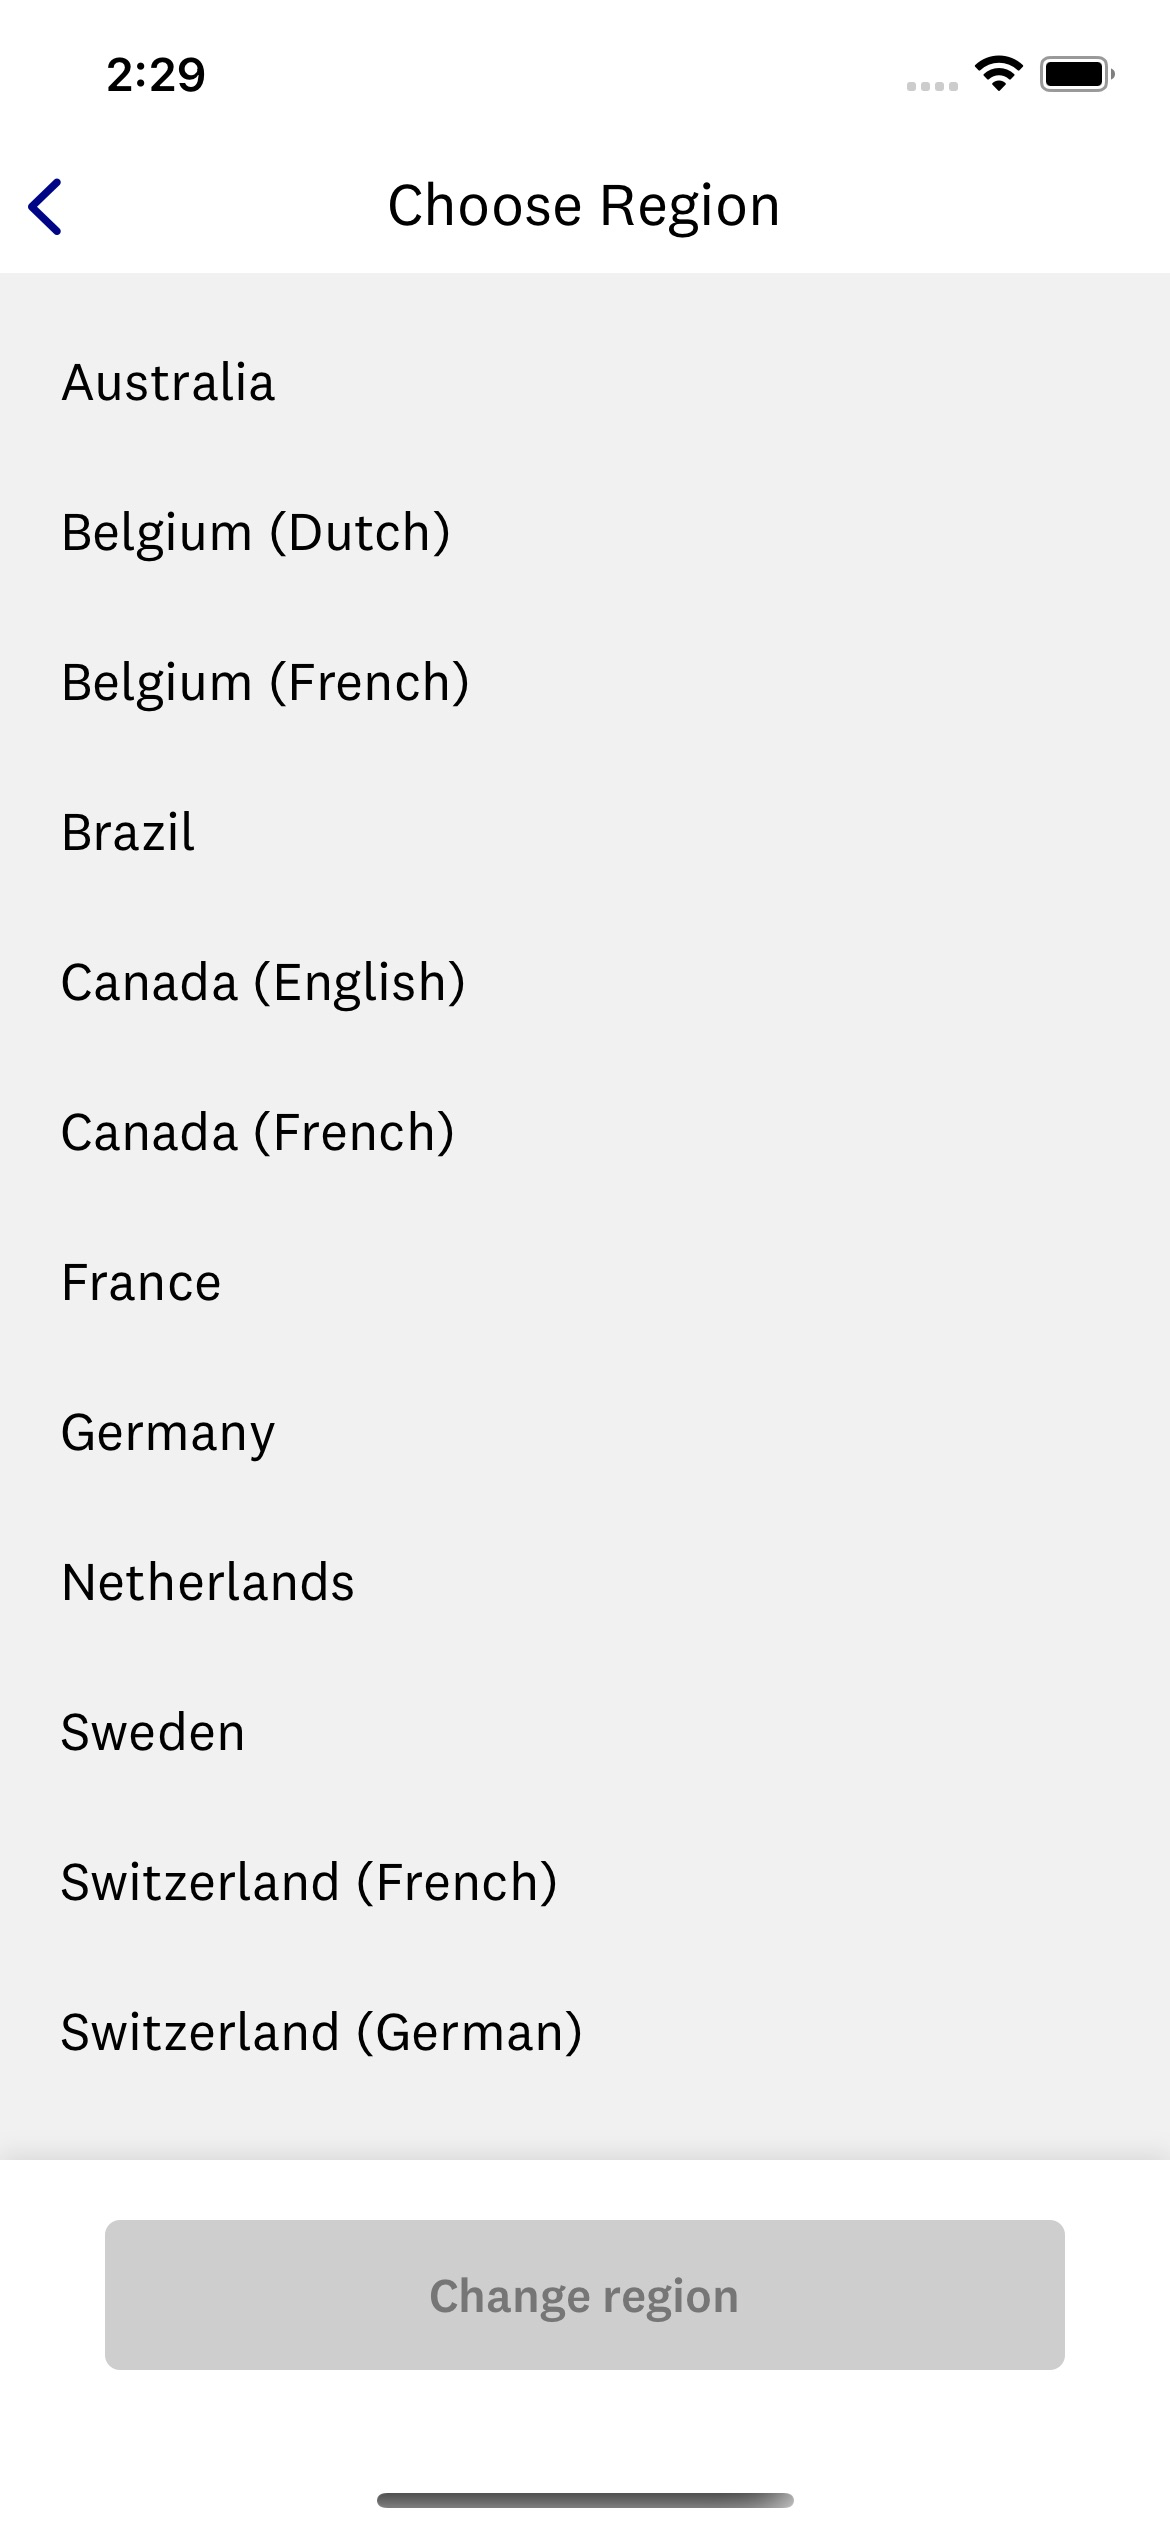 2:29
Choose Region
Australia
Belgium (Dutch)
Belgium (French)
Brazil
Canada (English)
Canada (French)
France
Germany
Netherlands
Sweden
Switzerland (French)
Switzerland (German)
Change region